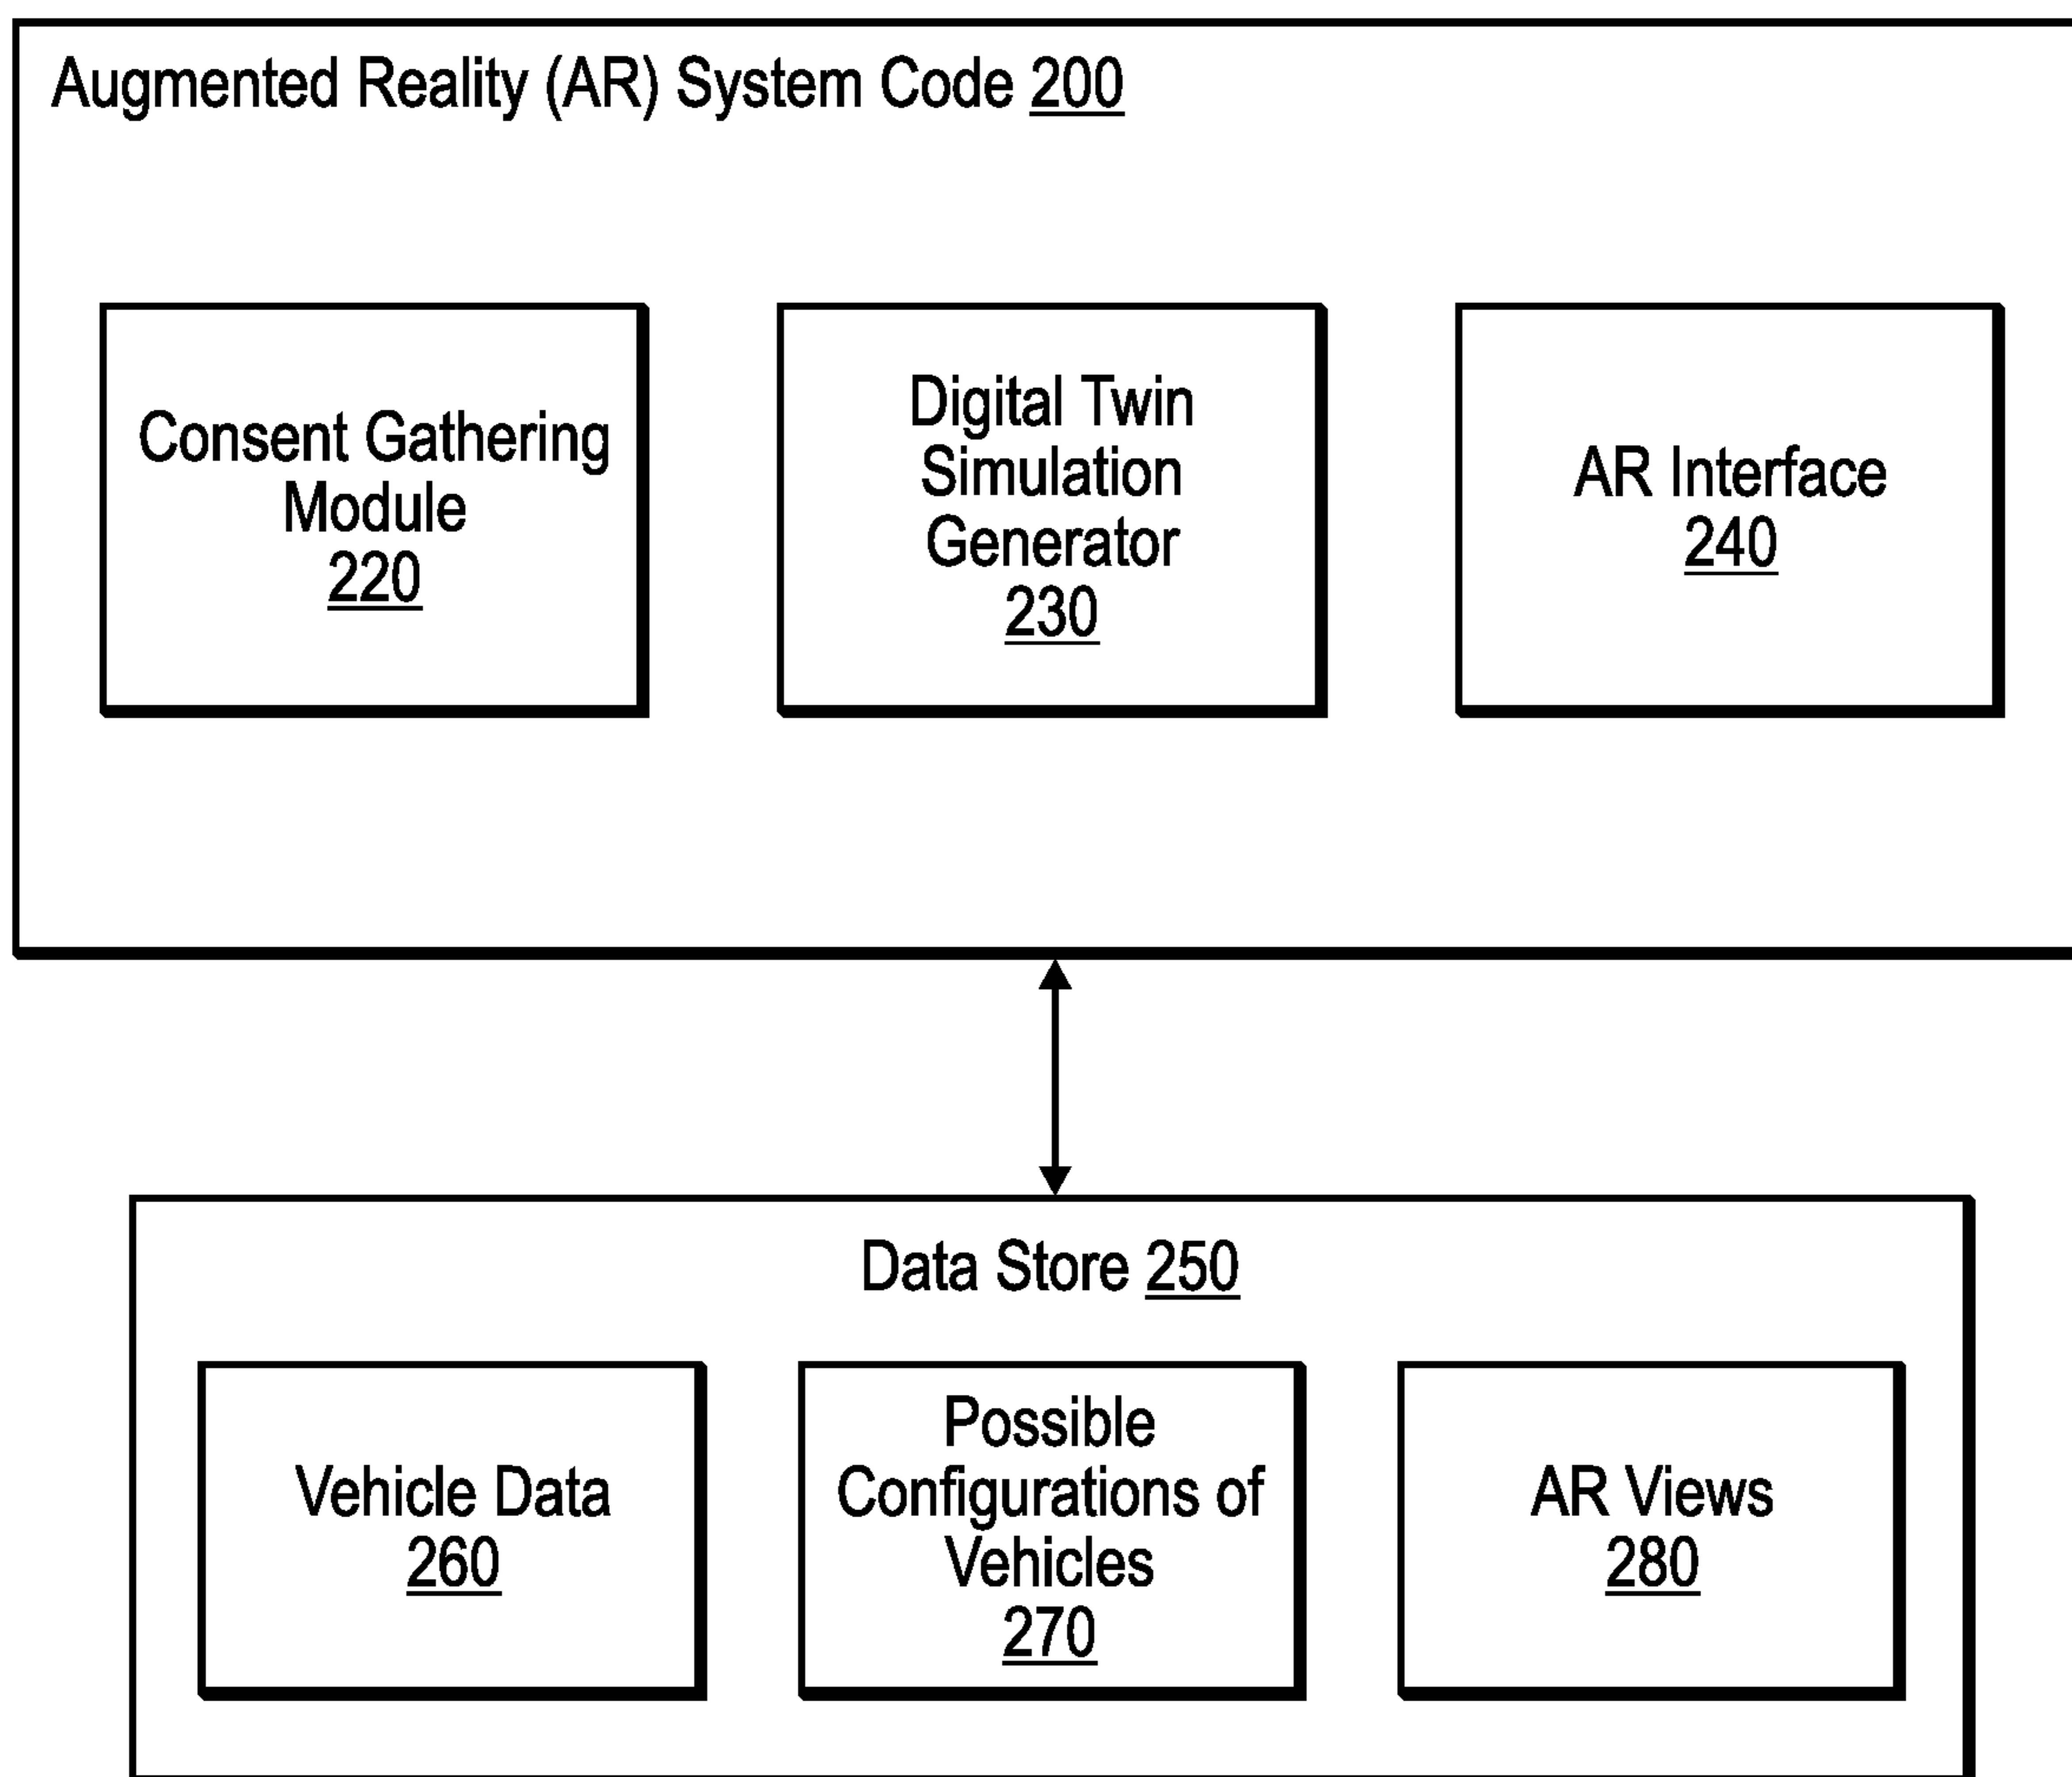 Augmented Reality (AR) System Code 200
Consent Gathering
Module
220
Digital Twin
Simulation
Generator
230
AR Interface
240
Data Store 250
Vehicle Data
260
Possible
Configurations of
Vehicles
270
AR Views
280